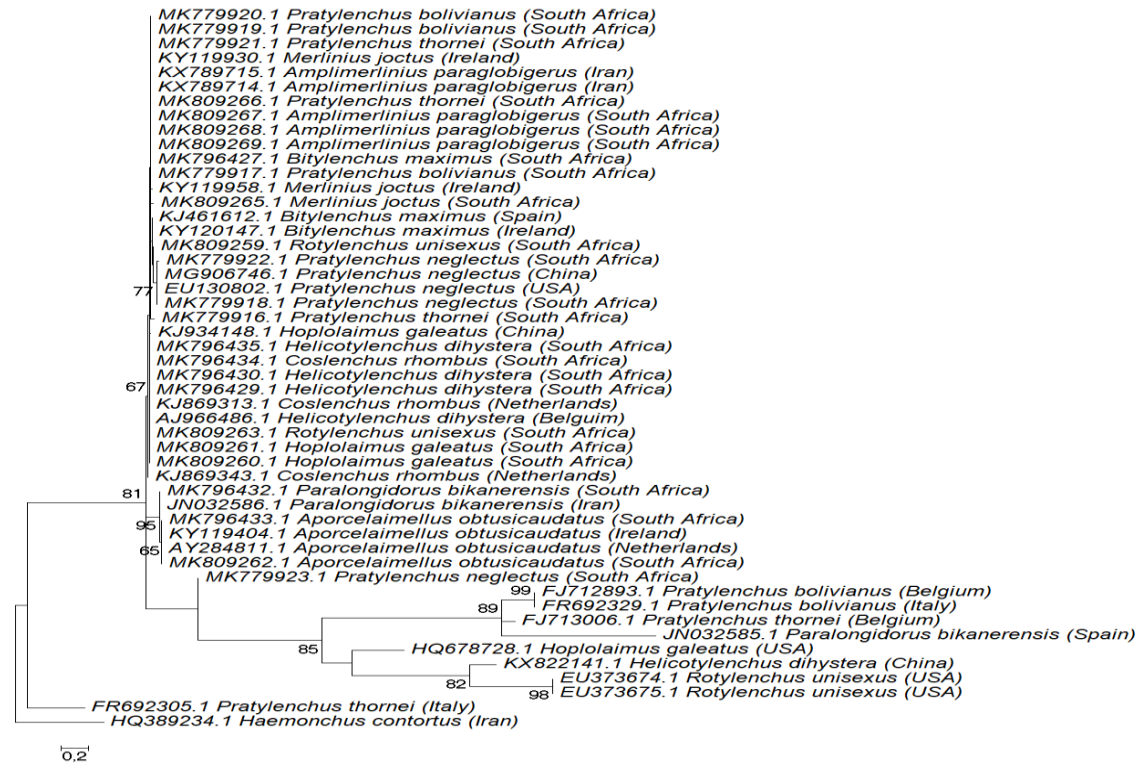 MK779920.1 Pratylenchus bolivianus (South Africa)
MK779919.1 Pratylenchus bolivianus (South Africa)
MK779921.1 Pratylenchus thornei (South Africa)
KY119930.1 Merlinius joctus (Ireland)
KX789715.1 Amplimerlinius paraglobigerus (Iran)
KX789714.1 Amplimerlinius paraglobigerus (Iran)
MK809266.1 Pratylenchus thornei (South Africa)
MK809267.1 Amplimerlinius paraglobigerus (South Africa)
MK809268.1 Amplimerlinius paraglobigerus (South Africa)
MK809269.1 Amplimerlinius paraglobigerus (South Africa)
MK796427.1 Bitylenchus maximus (South Africa)
MK779917.1 Pratylenchus bolivianus (South Africa)
KY119958.1 Merlinius joctus (Ireland)
MK809265.1 Merlinius joctus (South Africa)
KJ461612.1 Bitylenchus maximus (Spain)
KY120147.1 Bitylenchus maximus (Ireland)
MK809259.1 Rotylenchus unisexus (South Africa)
MK779922.1 Pratylenchus neglectus (South Africa)
MG906746.1 Pratylenchus neglectus (China)
77 EU130802.1 Pratylenchus neglectus (USA)
MK779918.1 Pratylenchus neglectus (South Africa)
MK779916.1 Pratylenchus thornei (South Africa)
KJ934148.1 Hoplolaimus galeatus (China)
MK796435.1 Helicotylenchus dihystera (South Africa)
MK796434.1 Coslenchus rhombus (South Africa)
MK796430.1 Helicotylenchus dihystera (South Africa)
67 MK796429.1 Helicotylenchus dihystera (South Africa)
KJ869313.1 Coslenchus rhombus (Netherlands)
AJ966486.1 Helicotylenchus dihystera (Belguim)
MK809263.1 Rotylenchus unisexus (South Africa)
MK809261.1 Hoplolaimus galeatus (South Africa)
MK809260.1 Hoplolaimus galeatus (South Africa)
KJ869343.1 Coslenchus rhombus (Netherlands)
81 MK796432.1 Paralongidorus bikanerensis (South Africa)
JN032586.1 Paralongidorus bikanerensis (Iran)
MK796433.1 Aporcelaimellus obtusicaudatus (South Africa)
95 KY119404.1 Aporcelaimellus obtusicaudatus (Ireland)
65 AY284811.1 Aporcelaimellus obtusicaudatus (Netherlands)
MK809262.1 Aporcelaimellus obtusicaudatus (South Africa)
MK779923.1 Pratylenchus neglectus (South Africa)
99 FJ712893.1 Pratylenchus bolivianus (Belgium)
89 FR692329.1 Pratylenchus bolivianus (Italy)
FJ713006.1 Pratylenchus thornei (Belgium)
JN032585.1 Paralongidorus bikanerensis (Spain)
85 HQ678728.1 Hoplolaimus galeatus (USA)
KX822141.1 Helicotylenchus dihystera (China)
82 EU373674.1 Rotylenchus unisexus (USA)
98 EU373675.1 Rotylenchus unisexus (USA)
FR692305.1 Pratylenchus thornei (Italy)
HQ389234.1 Haemonchus contortus (Iran)
0,2